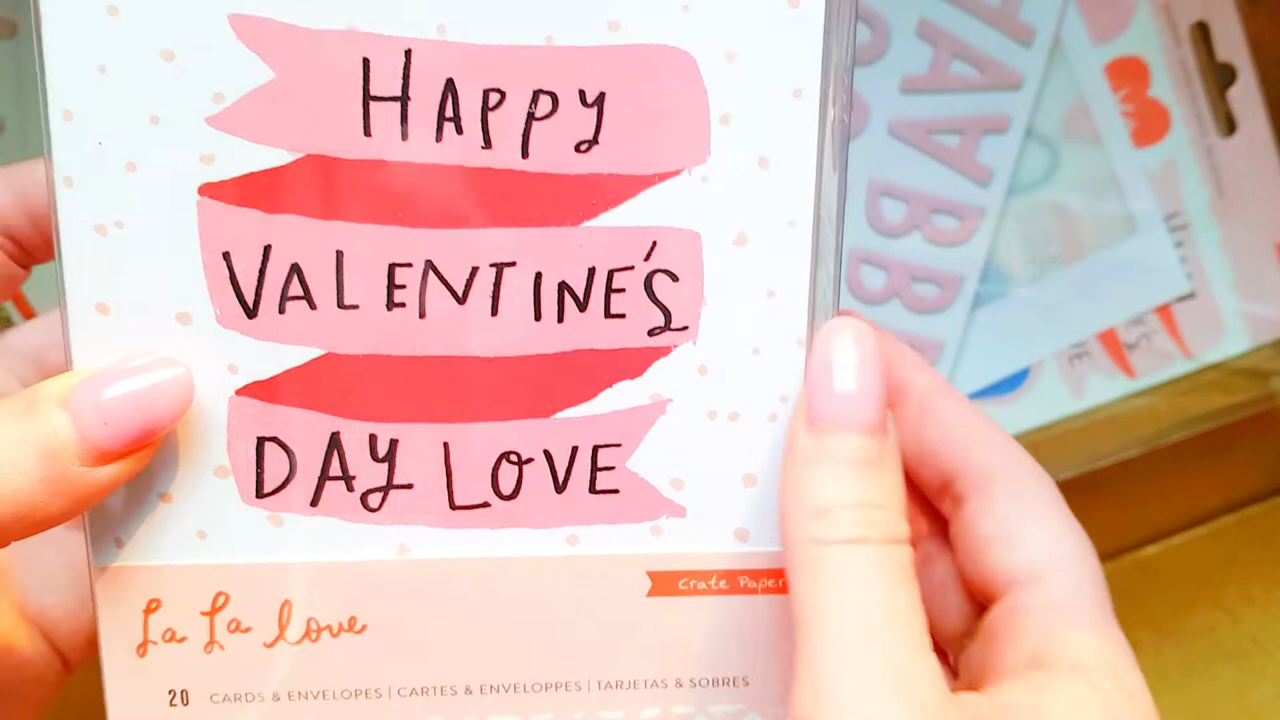 HAPPY
VALENTINE'S
DAY LOVE
Crate Paper
La La love
20 CARDS & ENVELOPES | CARTES & ENVELOPPES | TARJETAS & SOBRES